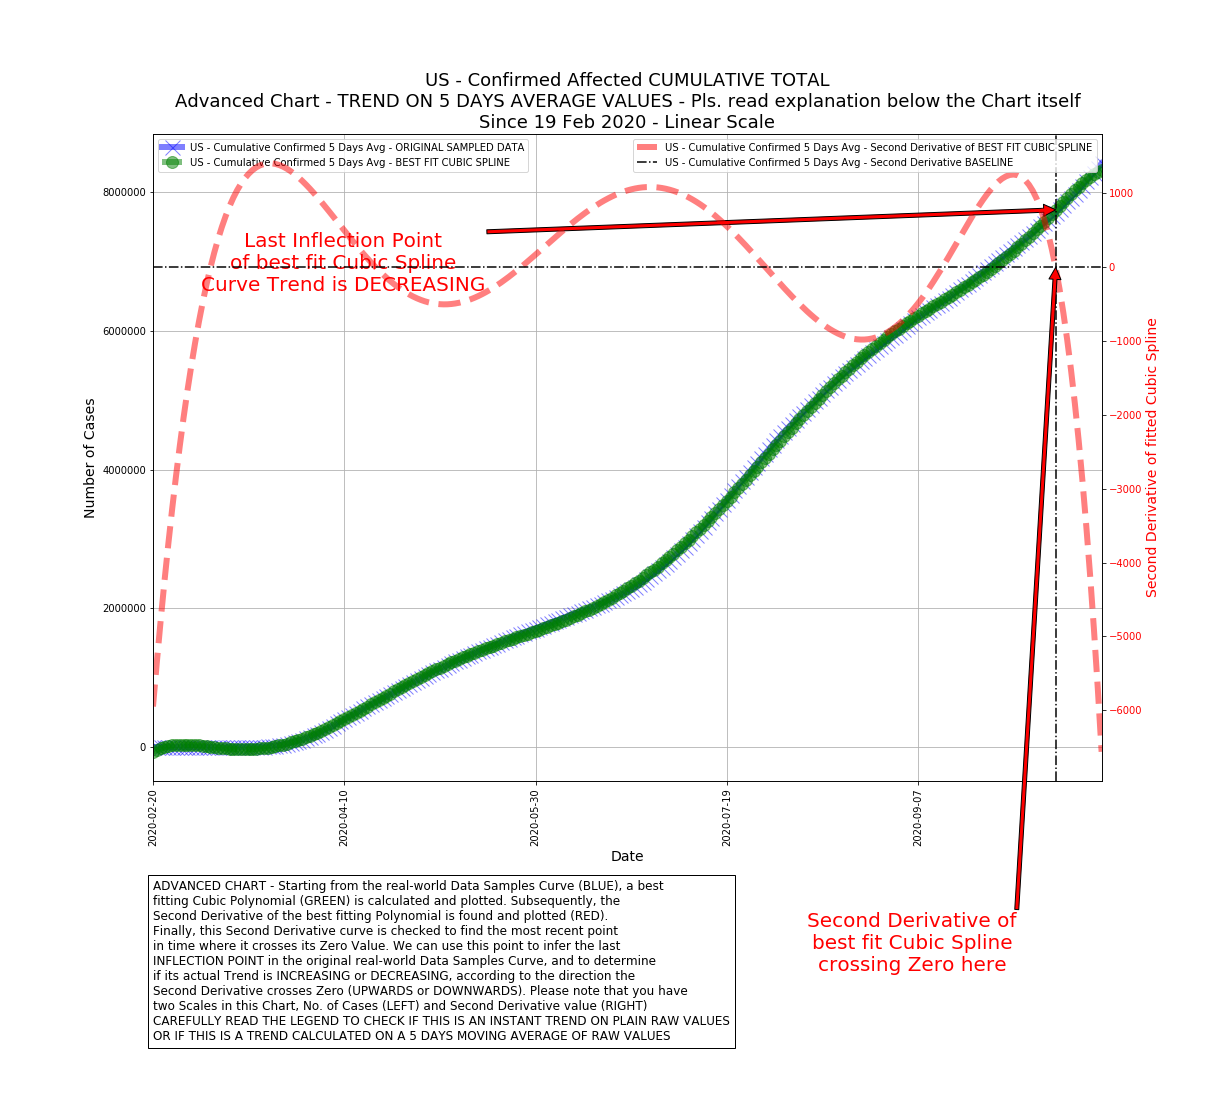 US - Confirmed Affected CUMULATIVE TOTAL
Advanced Chart - TREND ON 5 DAYS AVERAGE VALUES - Pls. read explanation below the Chart itself
Since 19 Feb 2020 - Linear Scale
US - Cumulative Confirmed 5 Days Avg - ORIGINAL SAMPLED DATA
US - Cumulative Confirmed 5 Days Avg - BEST FIT CUBIC SPLINE
US - Cumulative Confirmed 5 Days Avg - Second Derivative of BEST FIT CUBIC SPLINE
US - Cumulative Confirmed 5 Days Avg - Second Derivative BASELINE
Last Inflection Point
of best fit Cubic Spline
Curve Trend is DECREASING
Number of Cases
8000000
6000000
4000000
2000000
0
1000
0
−1000
−2000
−3000
−4000
−5000
−6000
Second Derivative of fitted Cubic Spline
2020-02-20
2020-04-10
2020-05-30
2020-07-19
2020-09-07
Date
ADVANCED CHART - Starting from the real-world Data Samples Curve (BLUE), a best
fitting Cubic Polynomial (GREEN) is calculated and plotted. Subsequently, the
Second Derivative of the best fitting Polynomial is found and plotted (RED).
Finally, this Second Derivative curve is checked to find the most recent point
in time where it crosses its Zero Value. We can use this point to infer the last
INFLECTION POINT in the original real-world Data Samples Curve, and to determine
if its actual Trend is INCREASING or DECREASING, according to the direction the
Second Derivative crosses Zero (UPWARDS or DOWNWARDS). Please note that you have
two Scales in this Chart, No. of Cases (LEFT) and Second Derivative value (RIGHT)
CAREFULLY READ THE LEGEND TO CHECK IF THIS IS AN INSTANT TREND ON PLAIN RAW VALUES
OR IF THIS IS A TREND CALCULATED ON A 5 DAYS MOVING AVERAGE OF RAW VALUES
Second Derivative of
best fit Cubic Spline
crossing Zero here